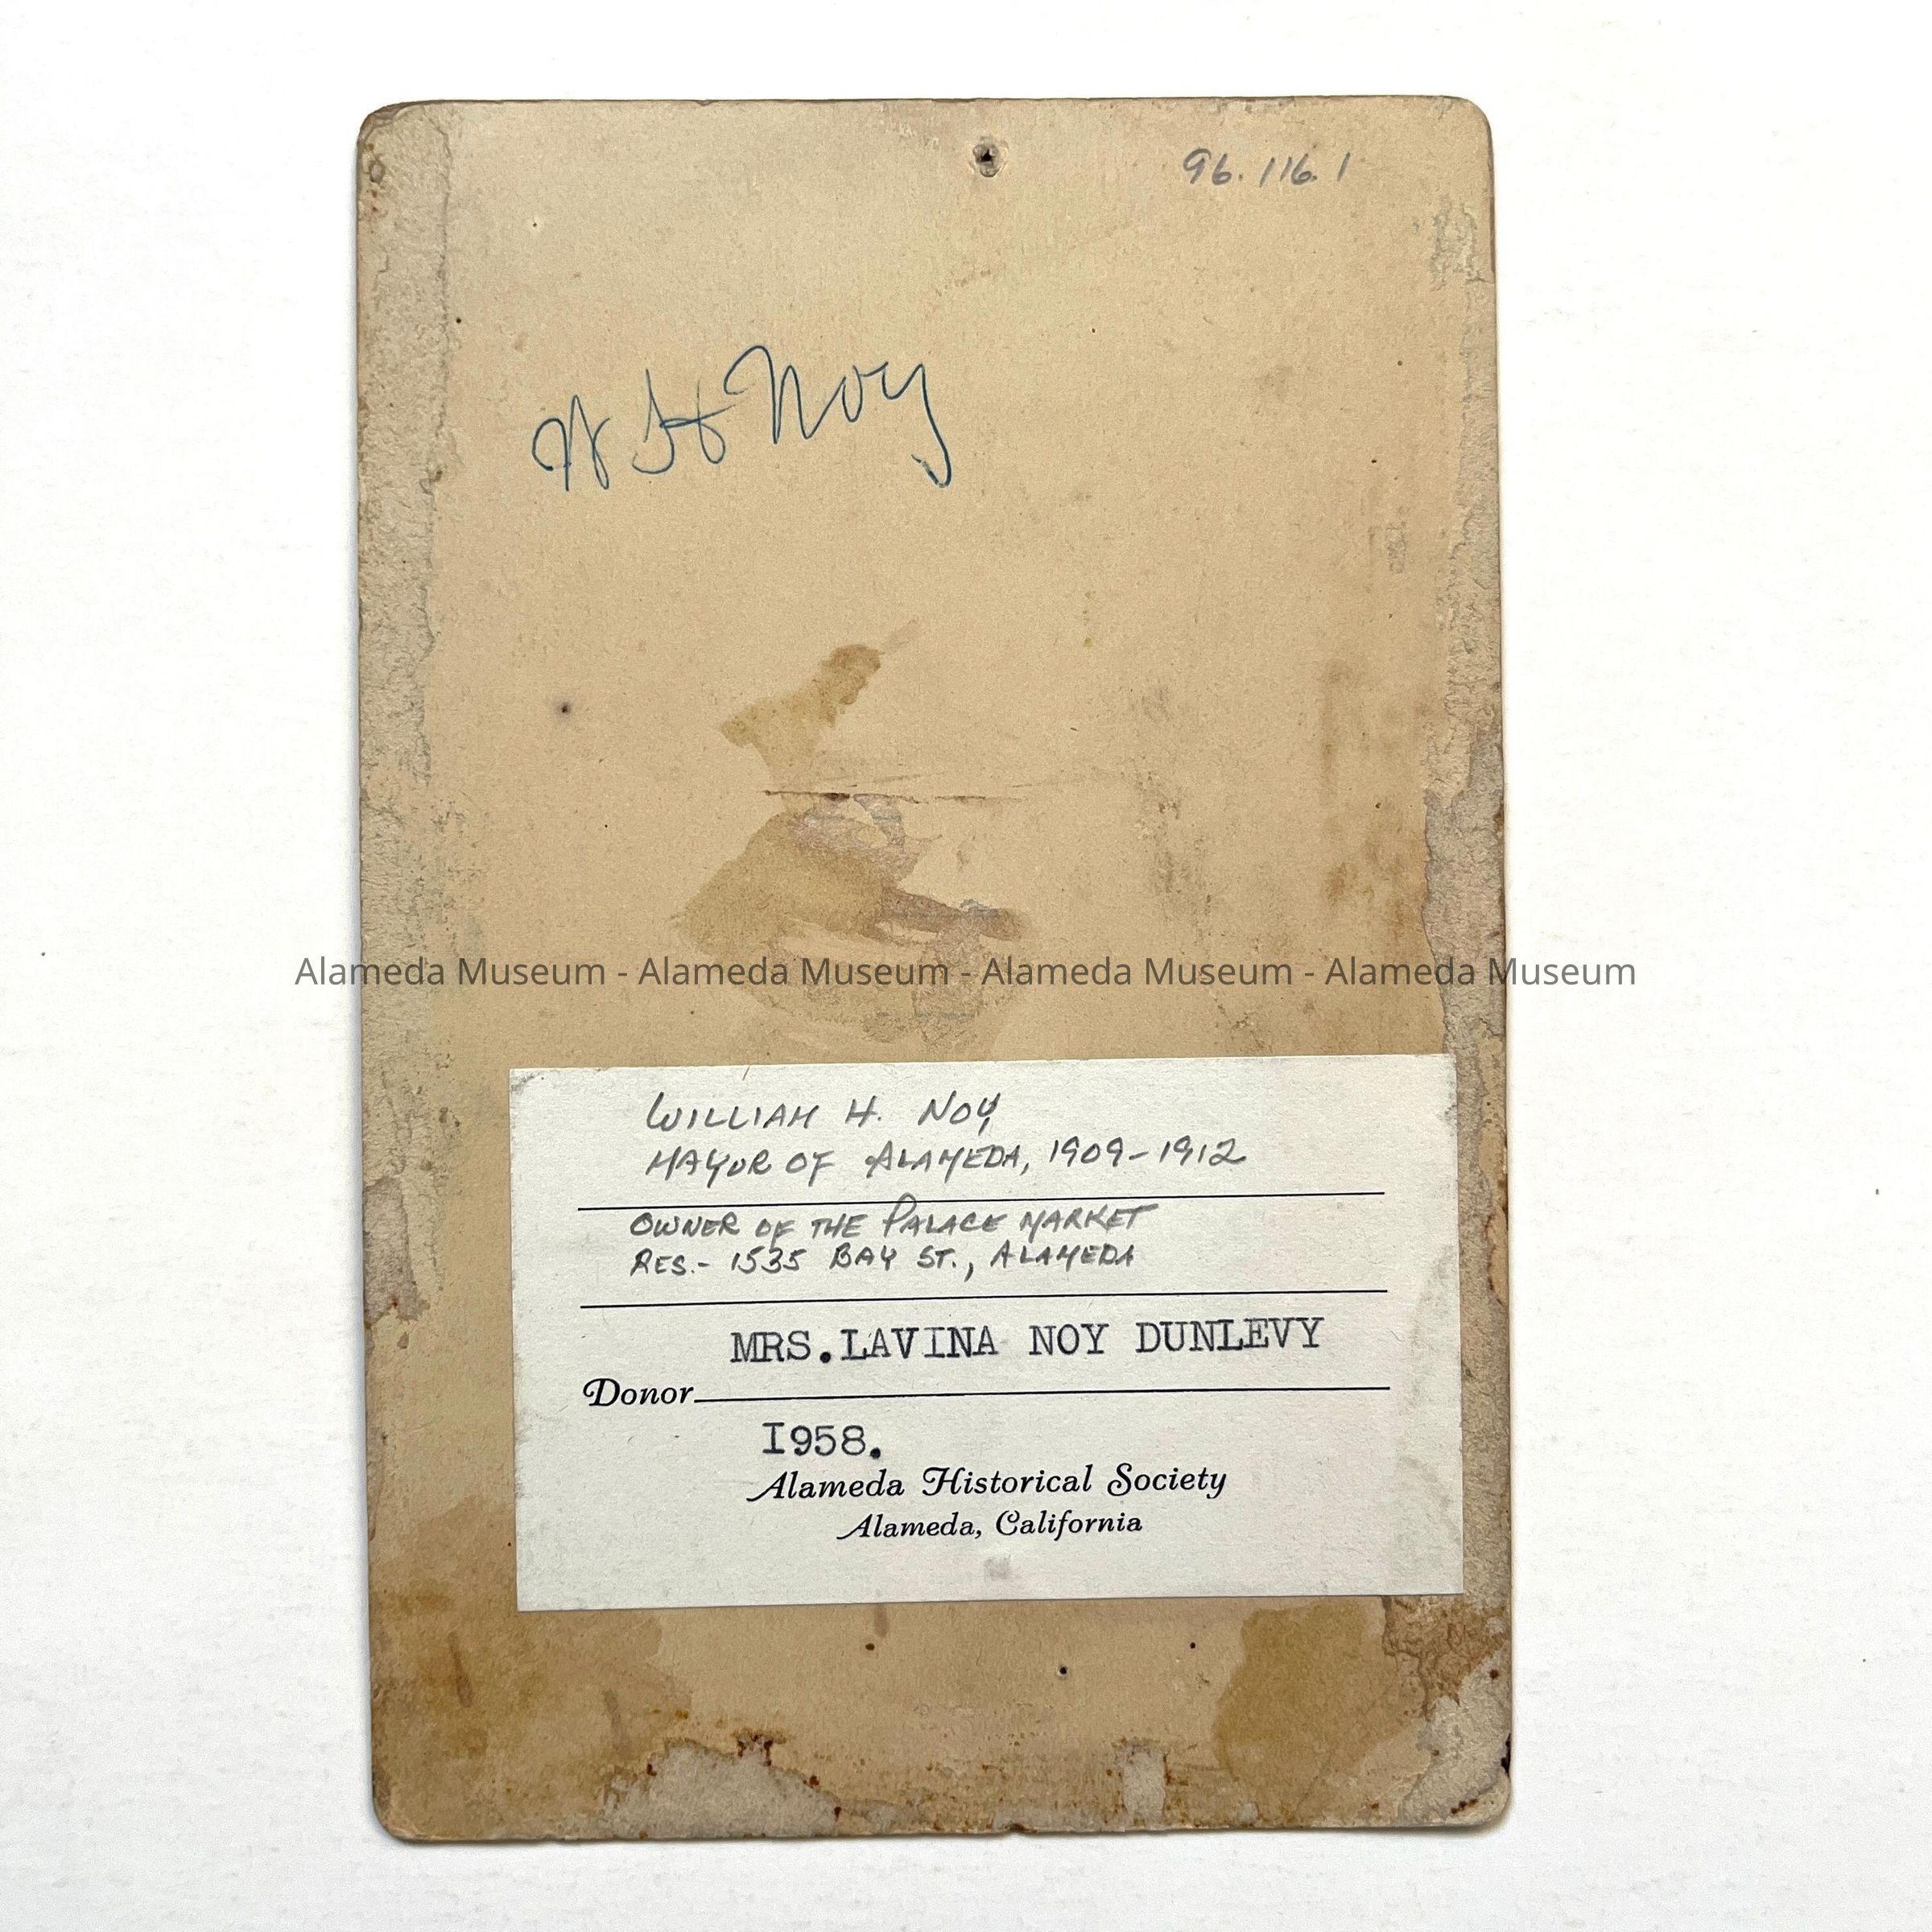 96.116.1
W H Noy
Alameda Museum - Alameda Museum - Alameda Museum - Alameda Museum
WILLIAM H. NOY,
MAYOR OF ALAMEDA, 1909-1912
OWNER OF THE PALACE MARKET
RES.- 1535 BAY ST., ALAMEDA
MRS.LAVINA NOY DUNLEVY
Donor
I958.
Alameda Historical Society
Alameda, California